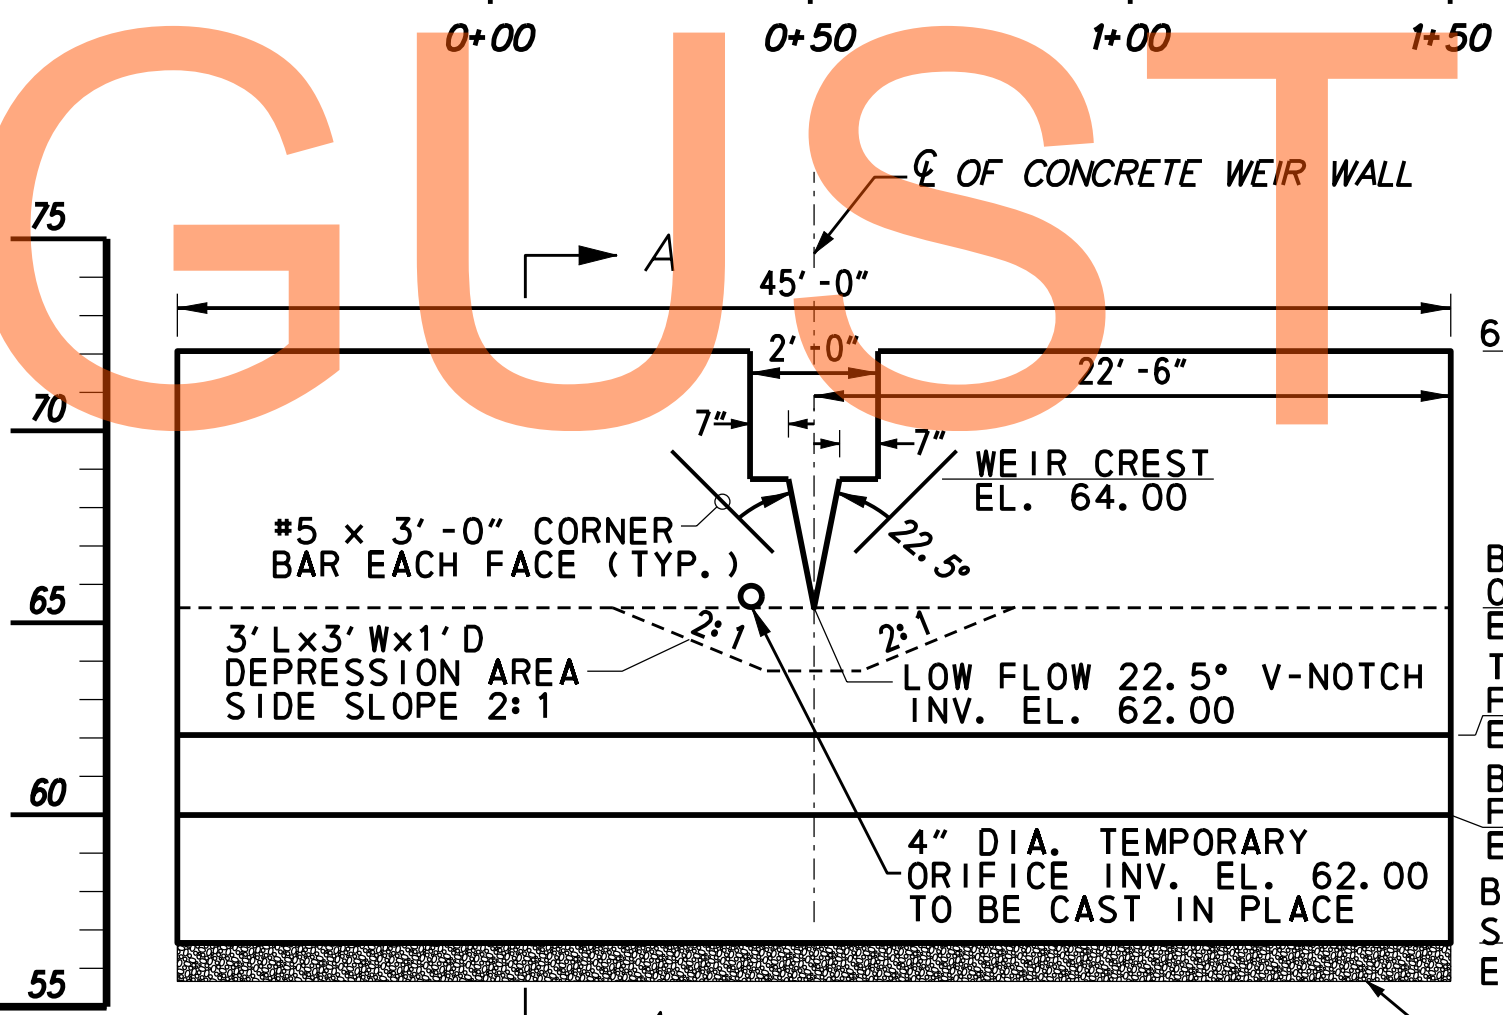 0+00 0+50 1+00 1+50
GUST
℄ OF CONCRETE WEIR WALL
75
A
45'-0"
6
2'-0"
22'-6"
70
7" 7"
WEIR CREST
EL. 64.00
#5 x 3'-0" CORNER
BAR EACH FACE (TYP.)
22.5°
65
2:1 2:1
3'Lx3'Wx1'D
DEPRESSION AREA
SIDE SLOPE 2:1
LOW FLOW 22.5° V-NOTCH
INV. EL. 62.00
60
4" DIA. TEMPORARY
ORIFICE INV. EL. 62.00
TO BE CAST IN PLACE
55
B
E
T
F
E
B
F
E
B
S
E